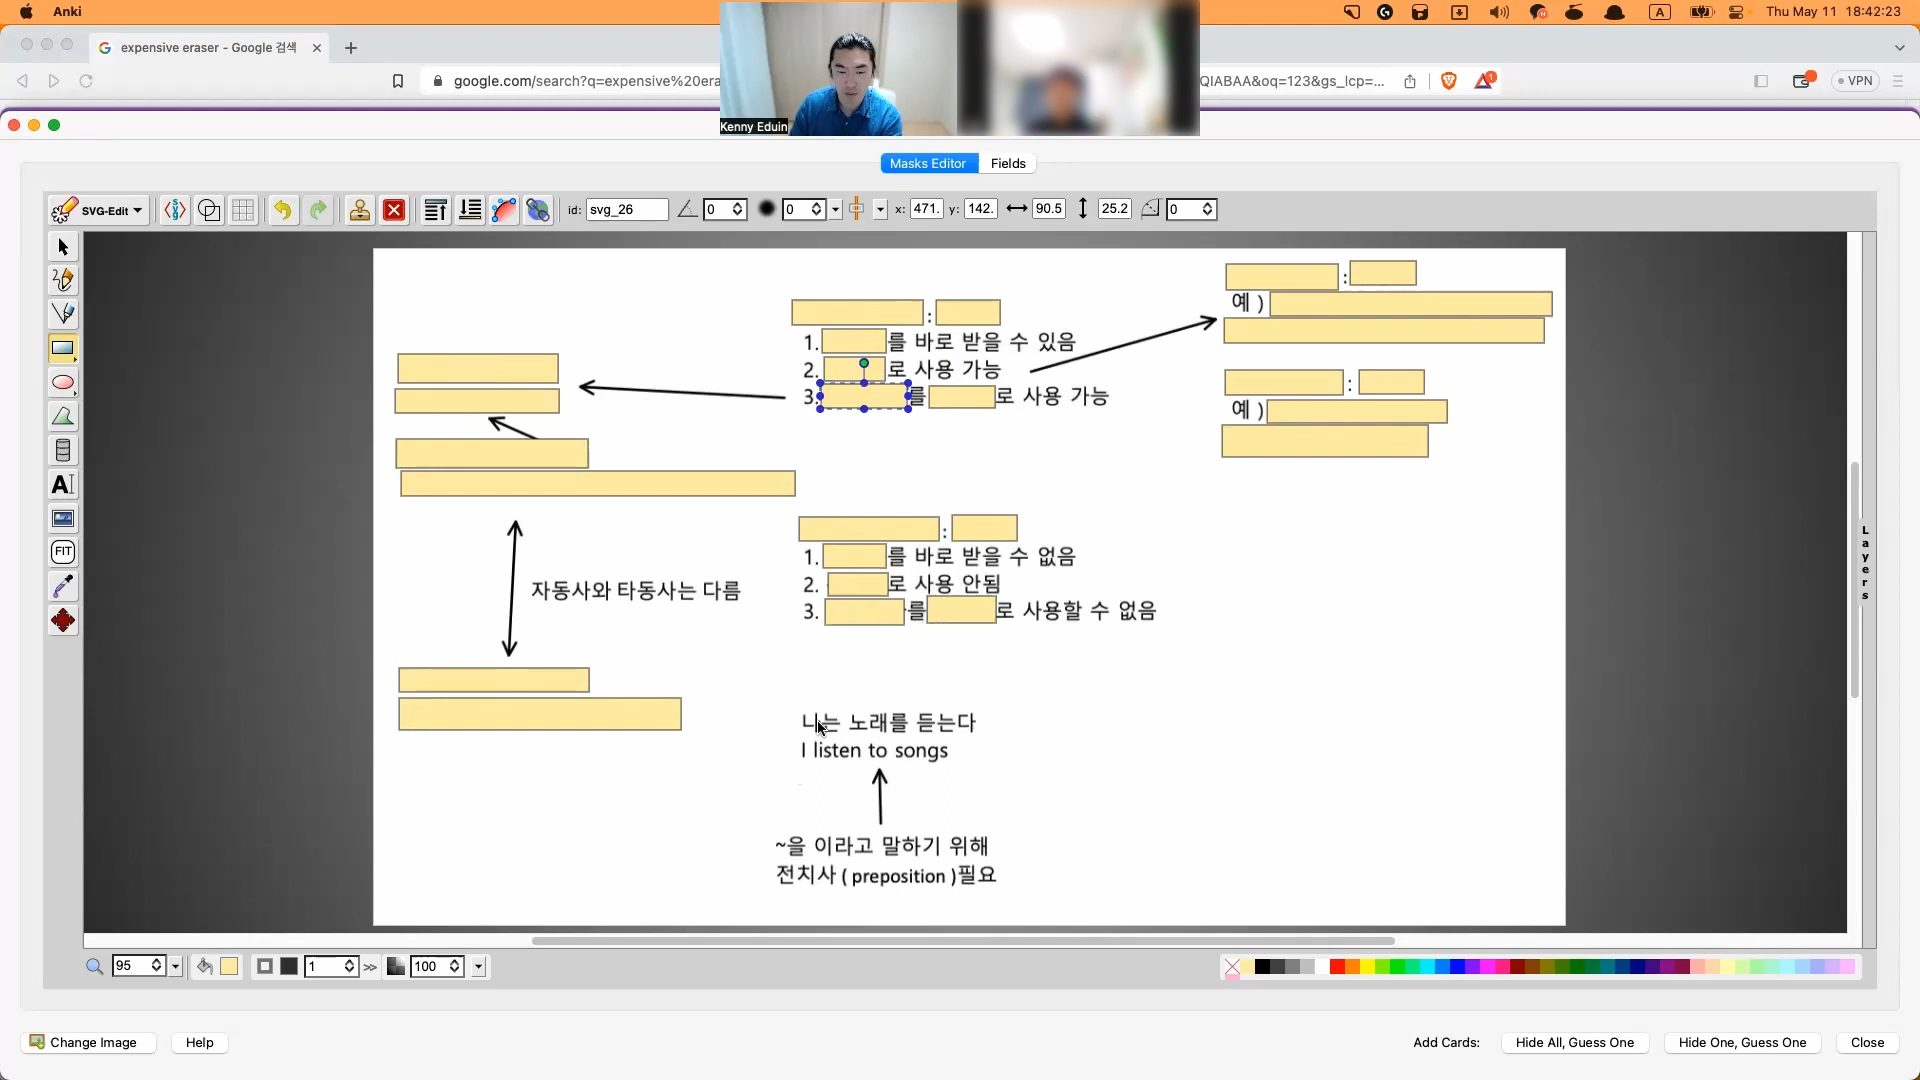 Anki
A
Thu May 11 18:42:23
expensive eraser - Google 검색
google.com/search?q=expensive%20era
QIABAA&oq=123&gs_lcp=...
1
VPN
Kenny Eduin
Masks Editor
Fields
SVG-Edit
id: svg_26
0
0
x: 471.
y: 142.
90.5
25.2
0
:
예 )
:
1. 를 바로 받을 수 있음
2. 로 사용 가능
3. 를 로 사용 가능
:
예 )
:
1. 를 바로 받을 수 없음
2. 로 사용 안됨
3. 를 로 사용할 수 없음
자동사와 타동사는 다름
나는 노래를 듣는다
I listen to songs
~을 이라고 말하기 위해
전치사 ( preposition )필요
A
FIT
Layers
95
1
>>
100
Change Image
Help
Add Cards:
Hide All, Guess One
Hide One, Guess One
Close